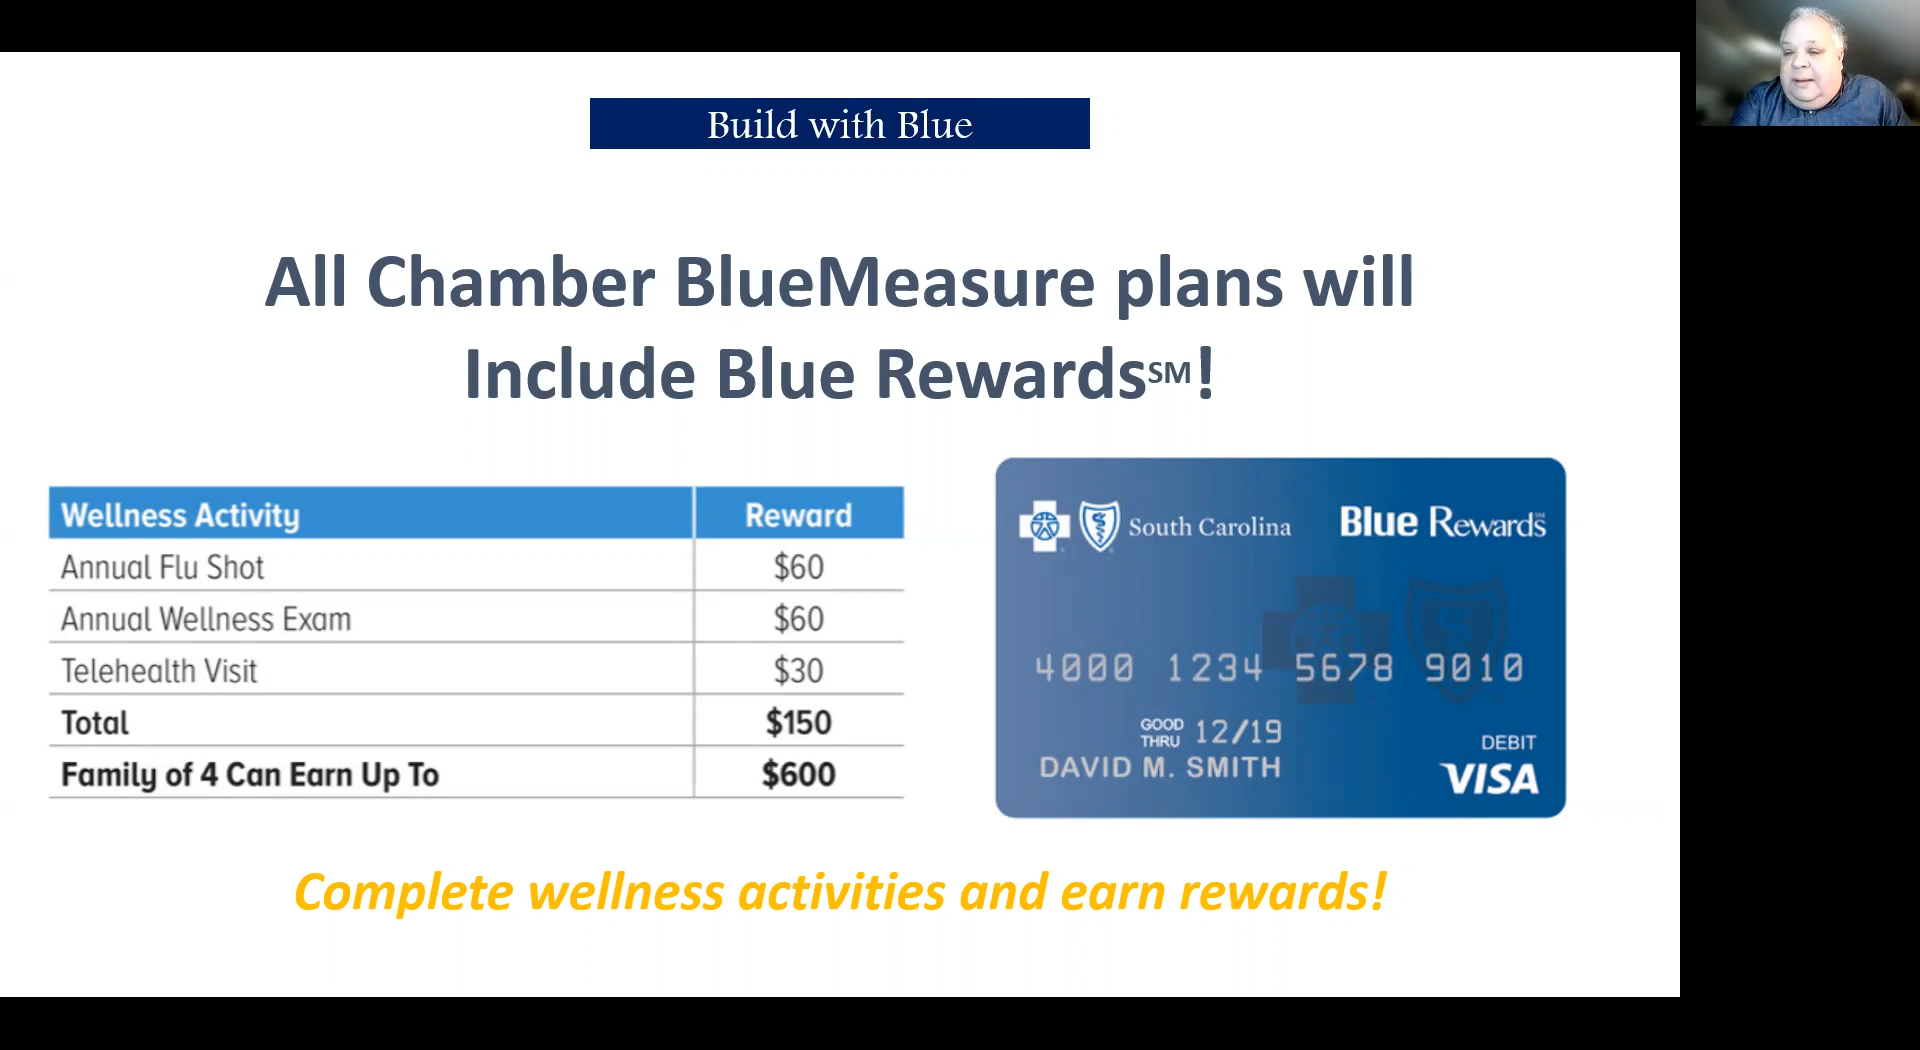 Build with Blue
All Chamber BlueMeasure plans will
Include Blue Rewards℠!
Wellness Activity Reward
Annual Flu Shot $60
Annual Wellness Exam $60
Telehealth Visit $30
Total $150
Family of 4 Can Earn Up To $600
South Carolina Blue Rewards℠
4000 1234 5678 9010
GOOD THRU 12/19
DAVID M. SMITH
DEBIT
VISA
Complete wellness activities and earn rewards!